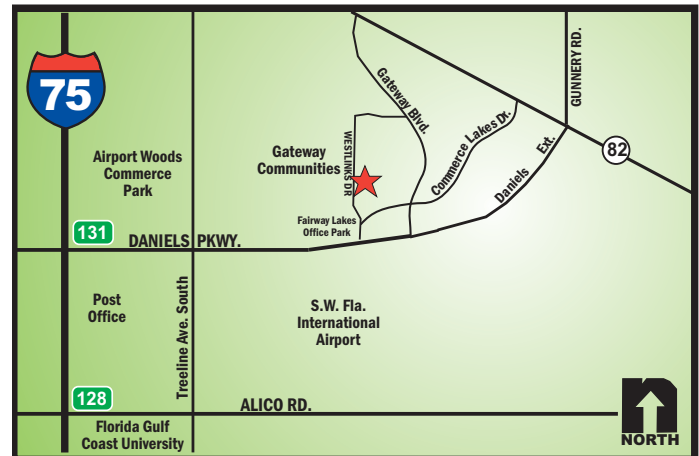 75
GUNNERY RD.
Gateway Blvd.
Commerce Lakes Dr.
82
Airport Woods
Commerce
Park
Gateway
Communities
WESTLINKS DR
Daniels Ext.
Fairway Lakes
Office Park
131
DANIELS PKWY.
Post
Office
Treeline Ave. South
S.W. Fla.
International
Airport
128
ALICO RD.
Florida Gulf
Coast University
n
NORTH